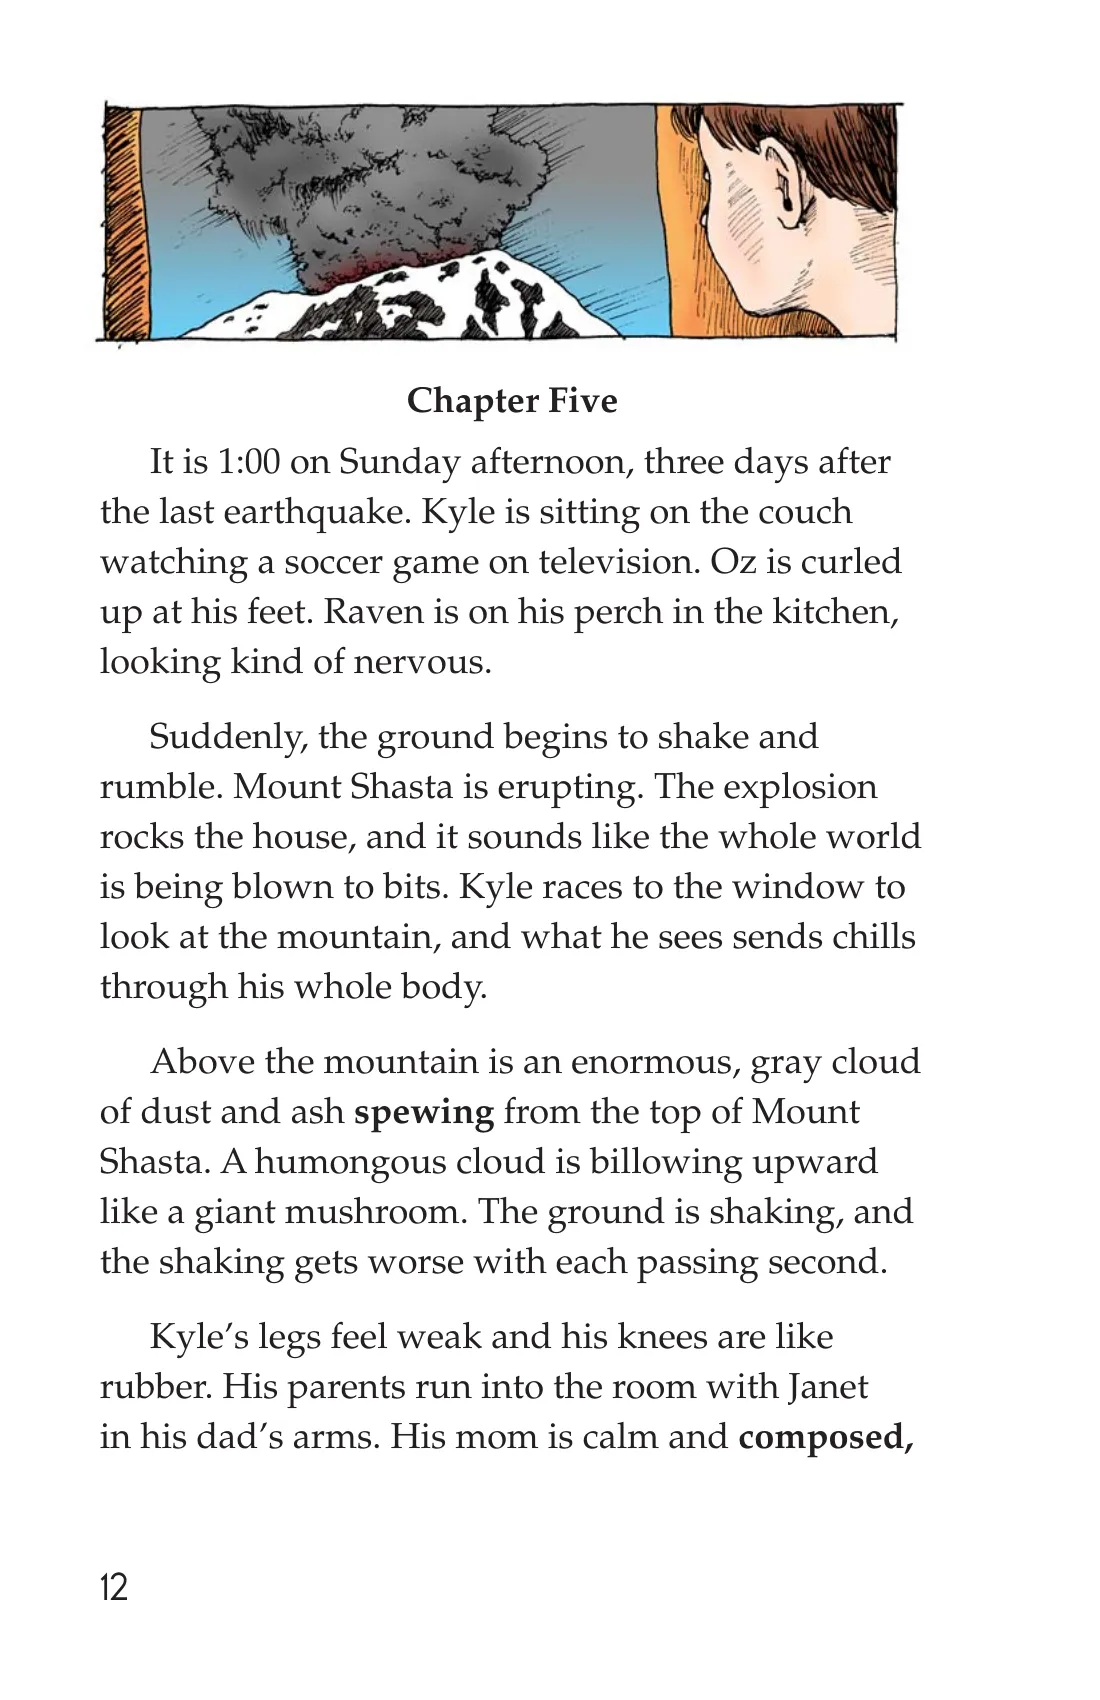 Chapter Five
It is 1:00 on Sunday afternoon, three days after
the last earthquake. Kyle is sitting on the couch
watching a soccer game on television. Oz is curled
up at his feet. Raven is on his perch in the kitchen,
looking kind of nervous.
Suddenly, the ground begins to shake and
rumble. Mount Shasta is erupting. The explosion
rocks the house, and it sounds like the whole world
is being blown to bits. Kyle races to the window to
look at the mountain, and what he sees sends chills
through his whole body.
Above the mountain is an enormous, gray cloud
of dust and ash spewing from the top of Mount
Shasta. A humongous cloud is billowing upward
like a giant mushroom. The ground is shaking, and
the shaking gets worse with each passing second.
Kyle’s legs feel weak and his knees are like
rubber. His parents run into the room with Janet
in his dad’s arms. His mom is calm and composed,
12